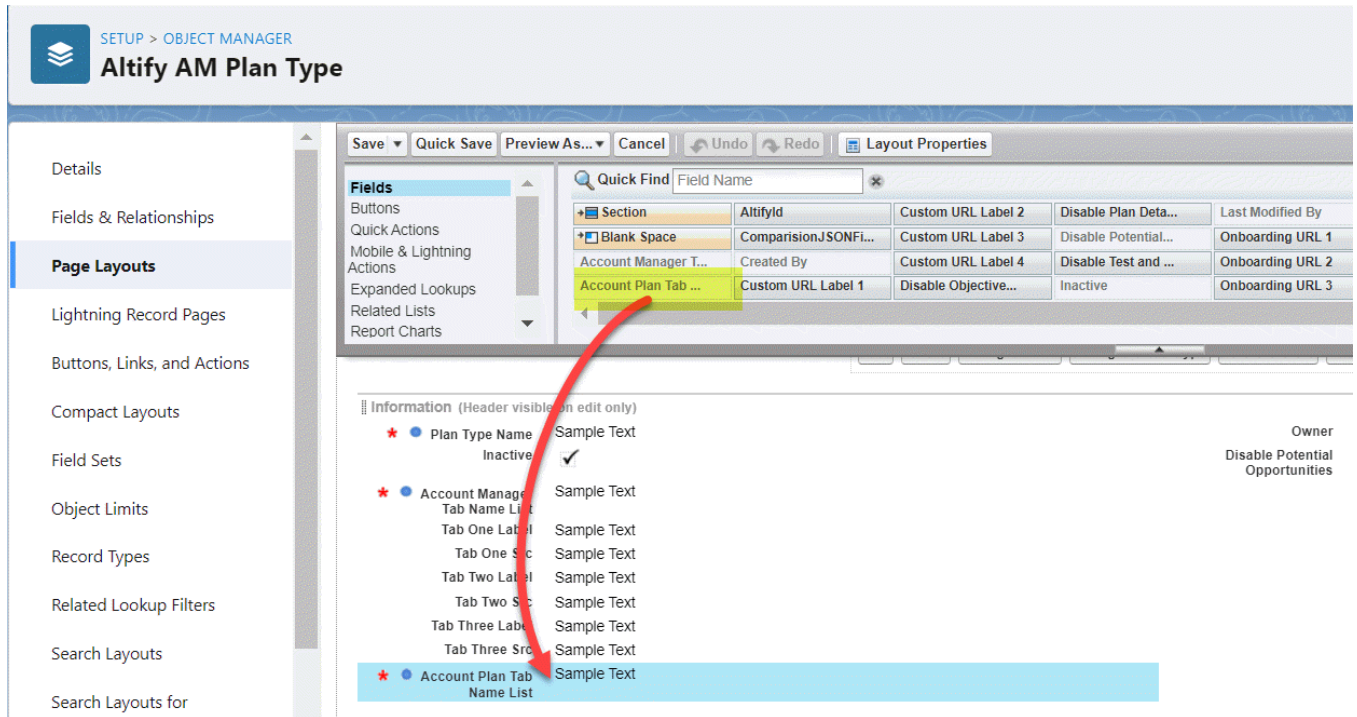 SETUP > OBJECT MANAGER
Altify AM Plan Type
Details
Fields & Relationships
Page Layouts
Lightning Record Pages
Buttons, Links, and Actions
Compact Layouts
Field Sets
Object Limits
Record Types
Related Lookup Filters
Search Layouts
Search Layouts for
Save Quick Save Preview As... Cancel Undo Redo Layout Properties
Fields
Buttons
Quick Actions
Mobile & Lightning
Actions
Expanded Lookups
Related Lists
Report Charts
Quick Find Field Name
Section AltifyId Custom URL Label 2 Disable Plan Deta... Last Modified By
Blank Space ComparisionJSONFi... Custom URL Label 3 Disable Potential... Onboarding URL 1
Account Manager T... Created By Custom URL Label 4 Disable Test and ... Onboarding URL 2
Account Plan Tab ... Custom URL Label 1 Disable Objective... Inactive Onboarding URL 3
Information (Header visible on edit only)
* Plan Type Name Sample Text Owner
Inactive Disable Potential
Opportunities
* Account Manager Sample Text
Tab Name List
Tab One Label Sample Text
Tab One Src Sample Text
Tab Two Label Sample Text
Tab Two Src Sample Text
Tab Three Label Sample Text
Tab Three Src Sample Text
* Account Plan Tab Sample Text
Name List